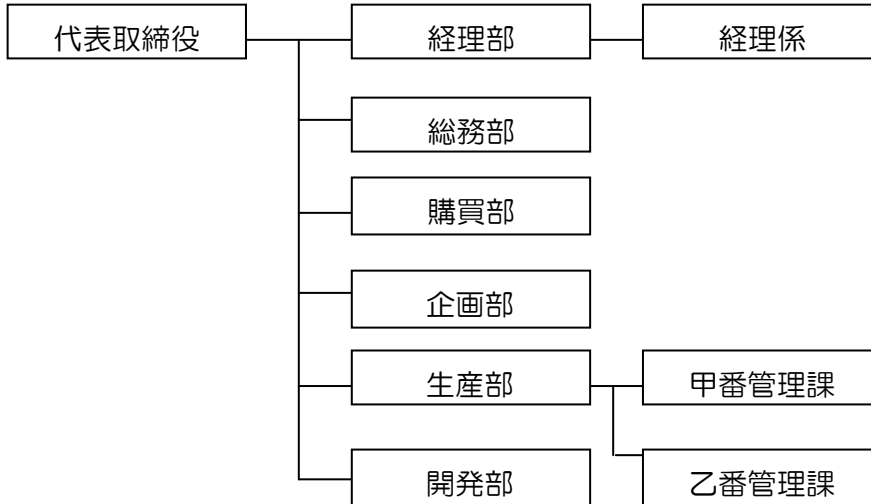 代表取締役
経理部
経理係
総務部
購買部
企画部
生産部
甲番管理課
開発部
乙番管理課